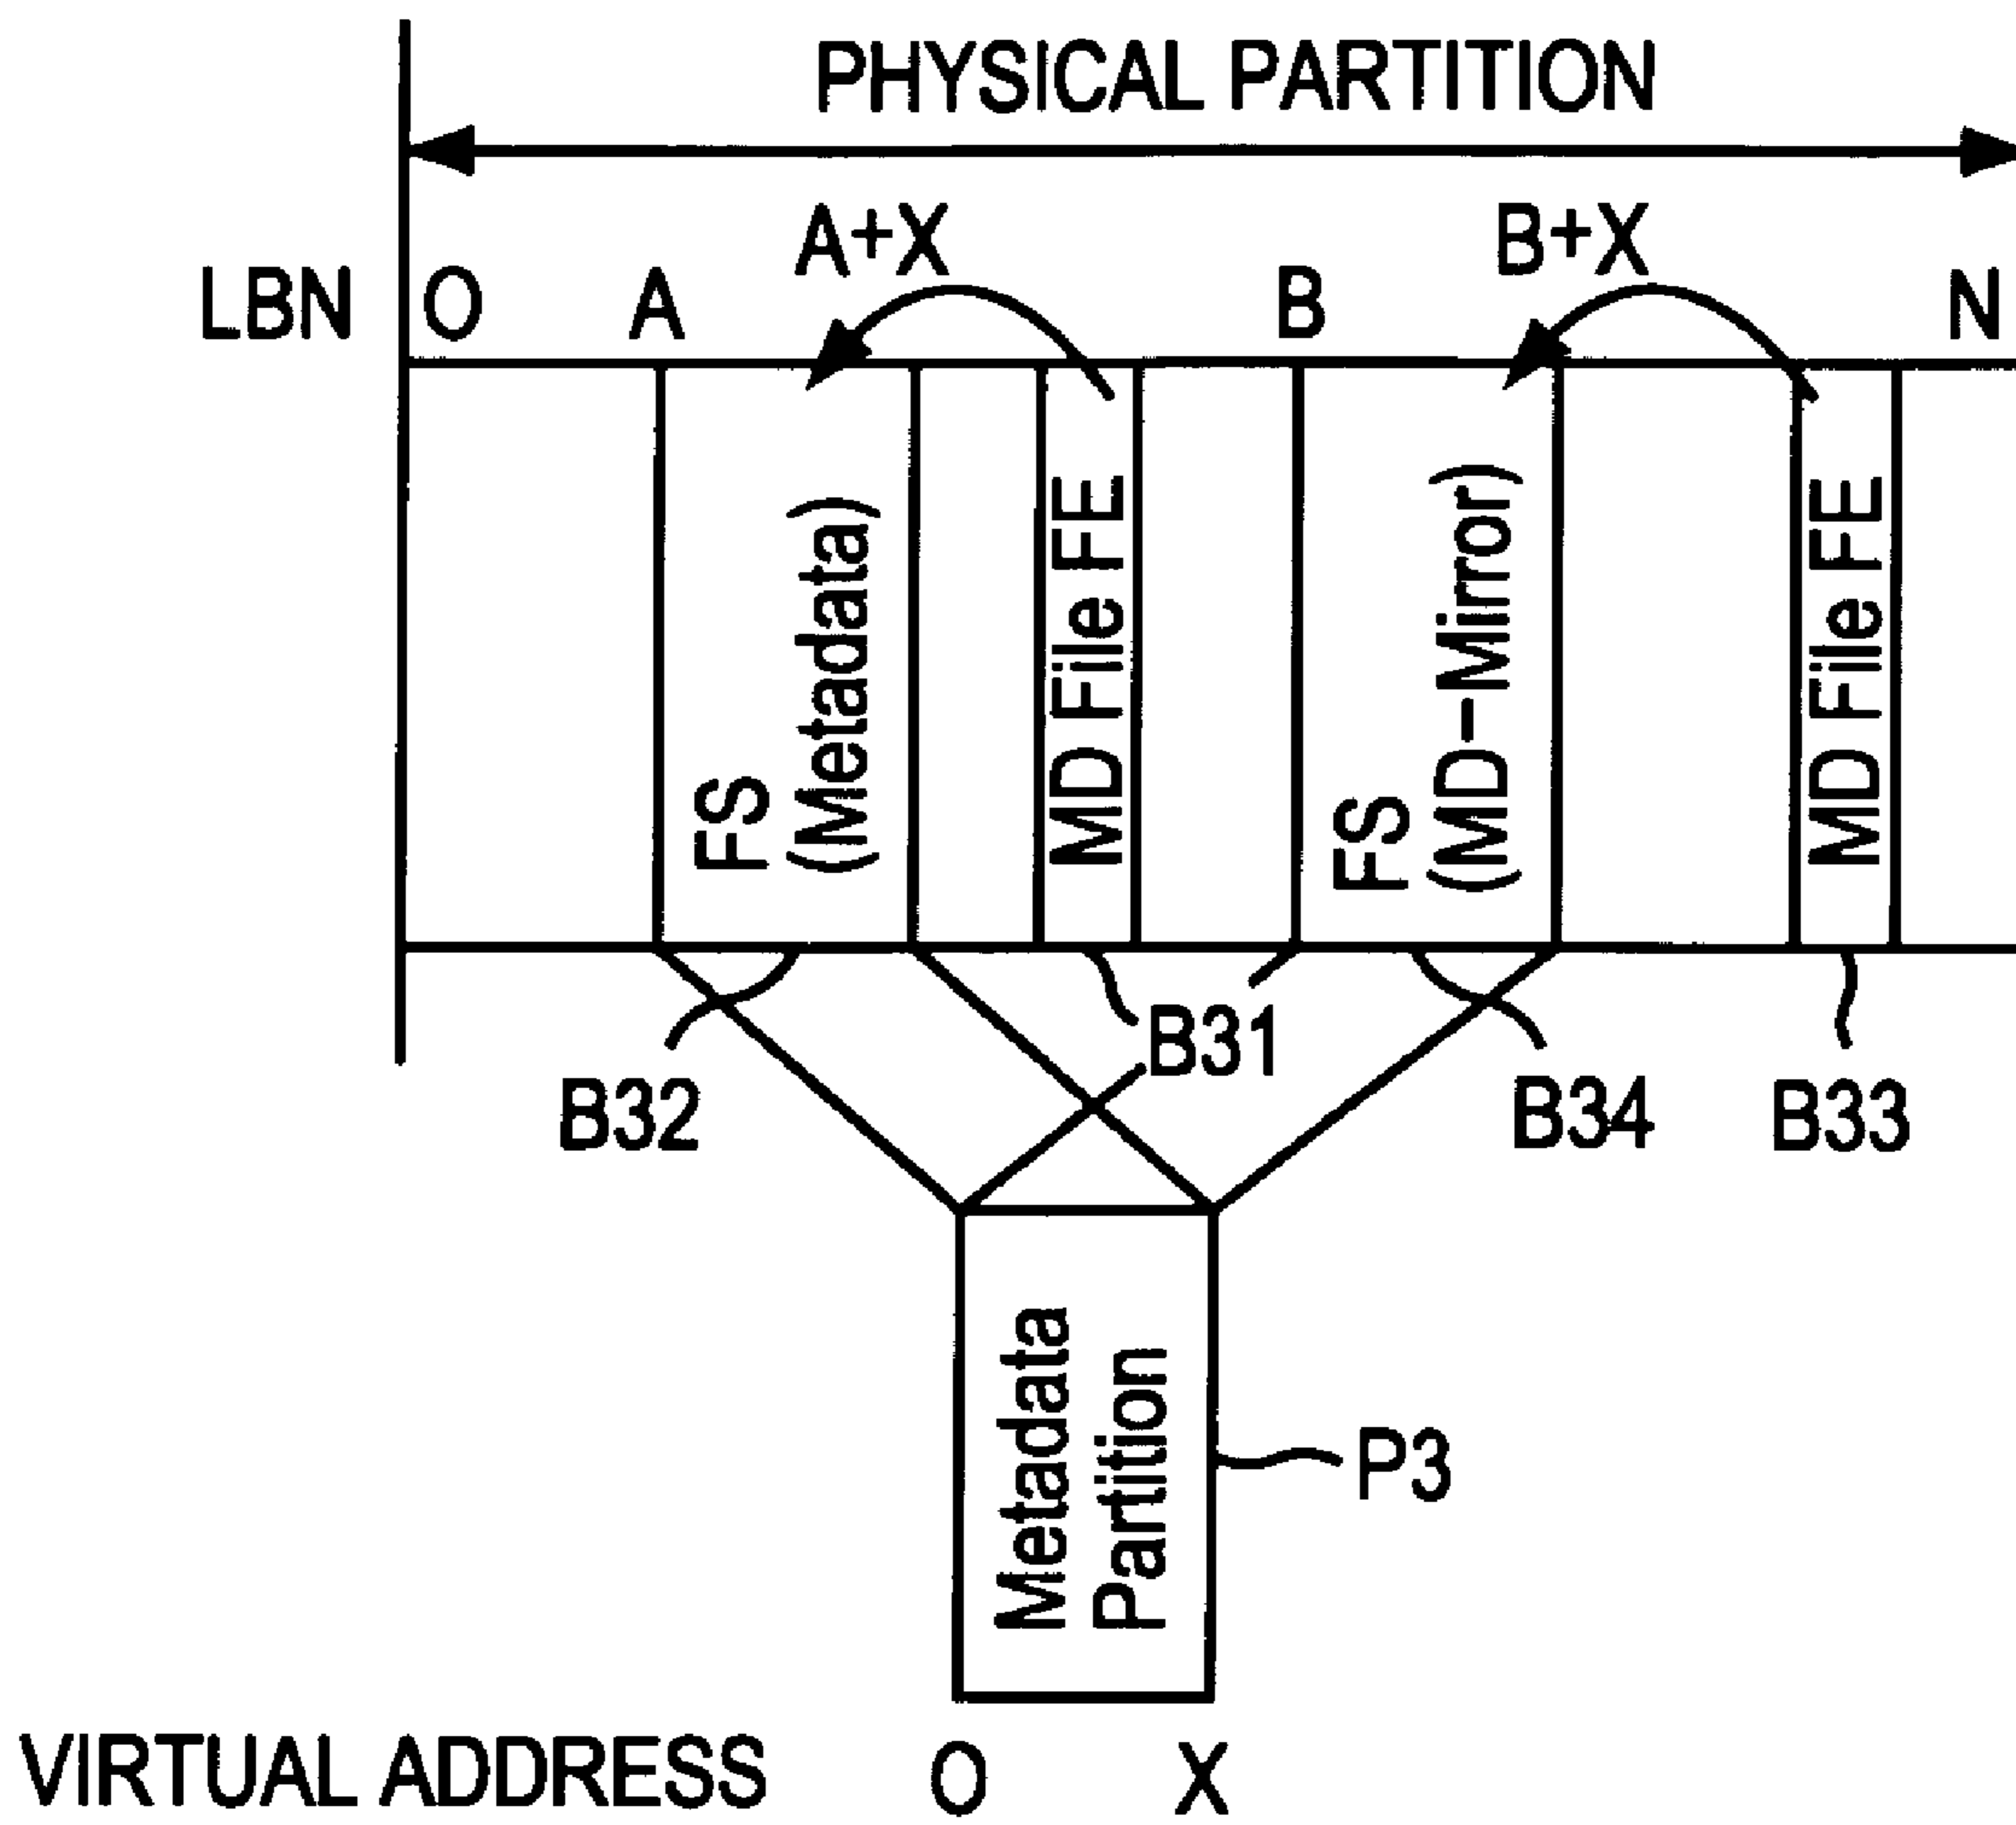 PHYSICAL PARTITION
A+X B+X
LBN O A B N
FS
(Metadata)
MD File FE
FS
(MD-Mirror)
MD File FE
B31
B32 B34 B33
Metadata
Partition
P3
VIRTUAL ADDRESS O X